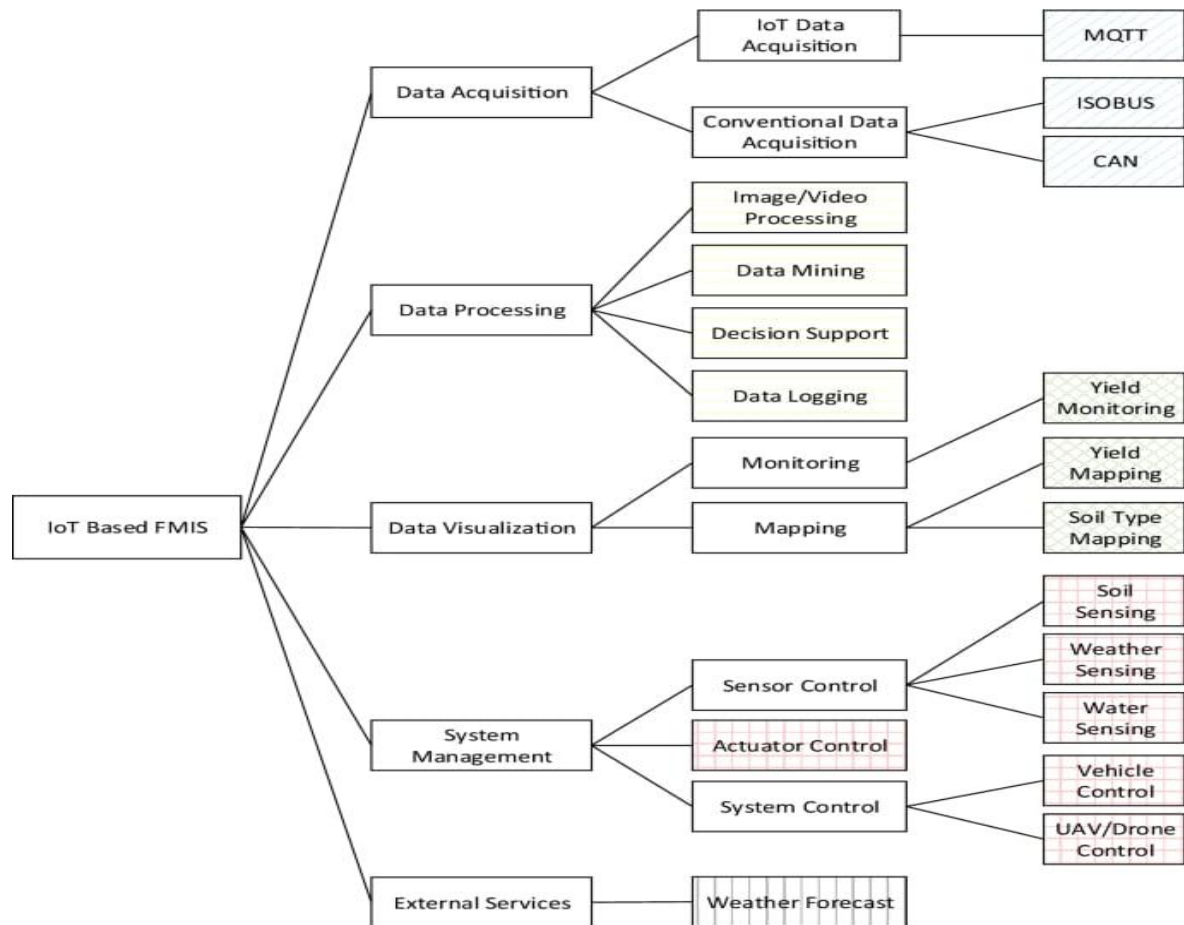 IoT Data
Acquisition
MQTT
Data Acquisition
ISOBUS
Conventional Data
Acquisition
CAN
Image/Video
Processing
Data Mining
Data Processing
Decision Support
Data Logging
Yield
Monitoring
Monitoring
Yield
Mapping
IoT Based FMIS
Data Visualization
Mapping
Soil Type
Mapping
Soil
Sensing
Weather
Sensing
Sensor Control
Water
Sensing
System
Management
Actuator Control
Vehicle
Control
System Control
UAV/Drone
Control
External Services
Weather Forecast